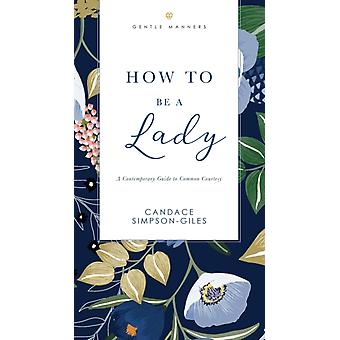 GENTLE MANNERS
HOW TO
BE A
Lady
A Contemporary Guide to Common Courtesy
CANDACE
SIMPSON-GILES